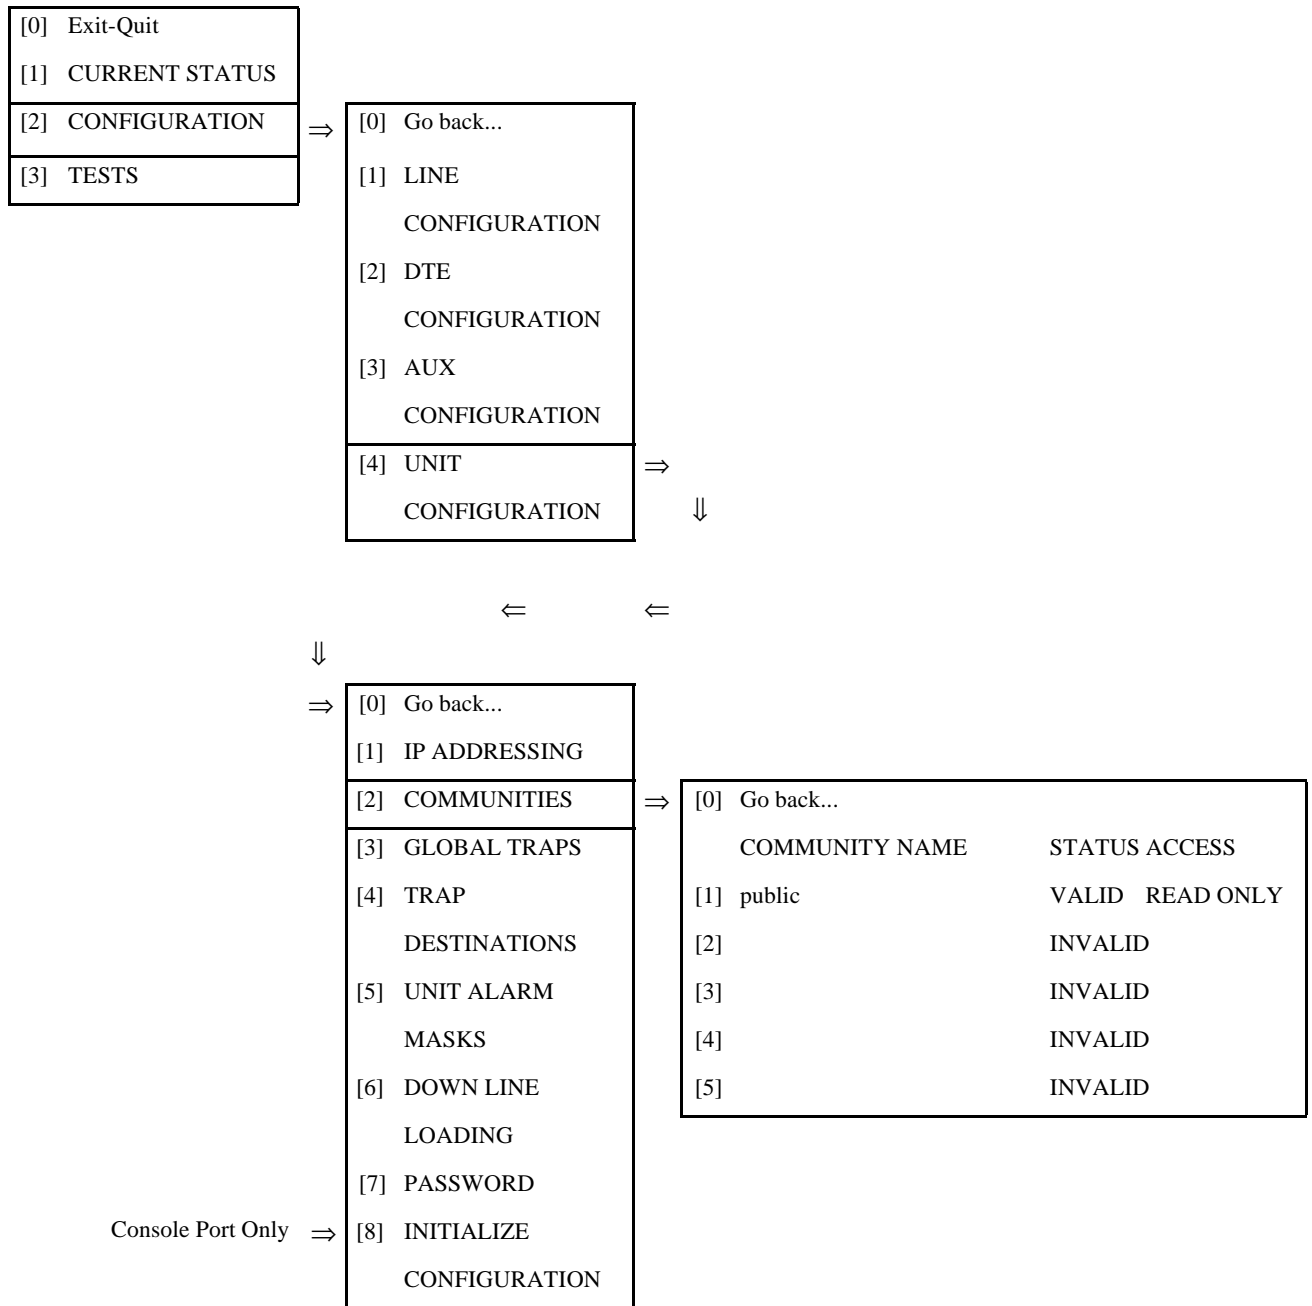 [0] Exit-Quit
[1] CURRENT STATUS
[2] CONFIGURATION ⇒
[3] TESTS
[0] Go back...
[1] LINE
CONFIGURATION
[2] DTE
CONFIGURATION
[3] AUX
CONFIGURATION
[4] UNIT ⇒
CONFIGURATION ⇓
⇐ ⇐
⇓
⇒ [0] Go back...
[1] IP ADDRESSING
[2] COMMUNITIES ⇒
[3] GLOBAL TRAPS
[4] TRAP
DESTINATIONS
[5] UNIT ALARM
MASKS
[6] DOWN LINE
LOADING
[7] PASSWORD
Console Port Only ⇒ [8] INITIALIZE
CONFIGURATION
[0] Go back...
COMMUNITY NAME STATUS ACCESS
[1] public VALID READ ONLY
[2] INVALID
[3] INVALID
[4] INVALID
[5] INVALID